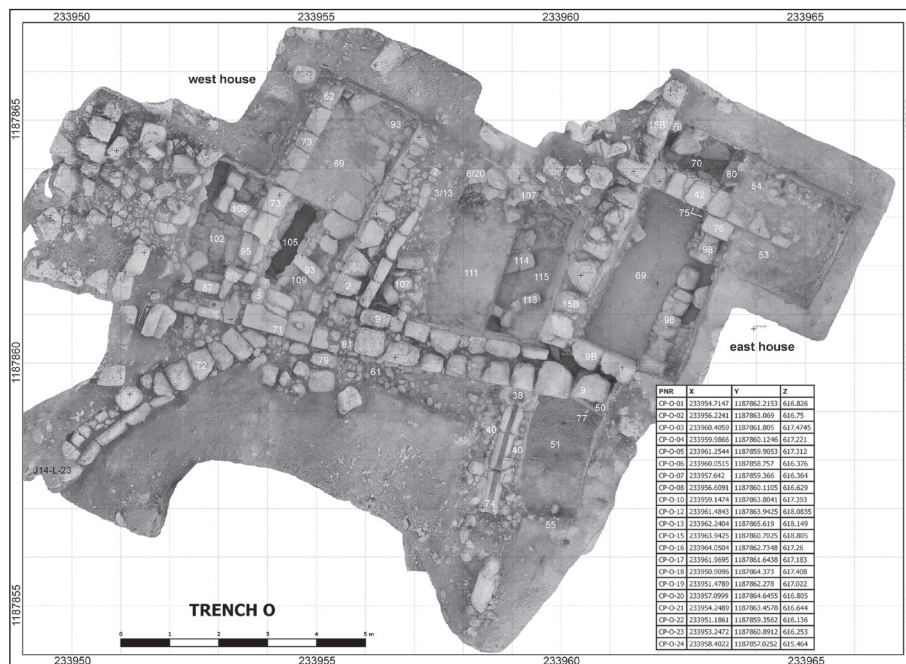 233950 233955 233960 233965
west house
1187865
62
93
73
89
15B
78
70
80
54
2
6/20
3/13
107
42
75
76
106
73
102
95
105
98
53
114
115
111
69
93
109
87
5
2
107
113
15B
98
71
9
east house
81
79
72
61
9B
9
1187860
38
50
77
40
51
40
J14-L-23
74
55
PNR X Y Z
CP-O-01 233954.7147 1187862.2153 616.826
CP-O-02 233956.2241 1187863.069 616.75
CP-O-03 233960.4059 1187861.805 617.4745
CP-O-04 233959.9866 1187860.1246 617.221
CP-O-05 233961.2544 1187859.9053 617.312
CP-O-06 233960.0515 1187858.757 616.376
CP-O-07 233957.642 1187859.366 616.364
CP-O-08 233956.6091 1187860.1105 616.629
CP-O-10 233959.1474 1187863.8041 617.393
CP-O-12 233961.4843 1187863.9425 618.0835
CP-O-13 233962.2404 1187865.619 618.149
CP-O-15 233963.9425 1187860.7025 618.805
CP-O-16 233964.0504 1187862.7348 617.26
CP-O-17 233961.9695 1187861.6438 617.183
CP-O-18 233950.9096 1187864.373 617.408
CP-O-19 233951.4789 1187862.278 617.022
CP-O-20 233957.0999 1187864.6455 616.805
CP-O-21 233954.2489 1187863.4578 616.644
CP-O-22 233951.1861 1187859.3562 616.136
CP-O-23 233953.2472 1187860.8912 616.253
CP-O-24 233958.4022 1187857.0252 615.464
1187855
TRENCH O
0 1 2 3 4 5 m
233950 233955 233960 233965